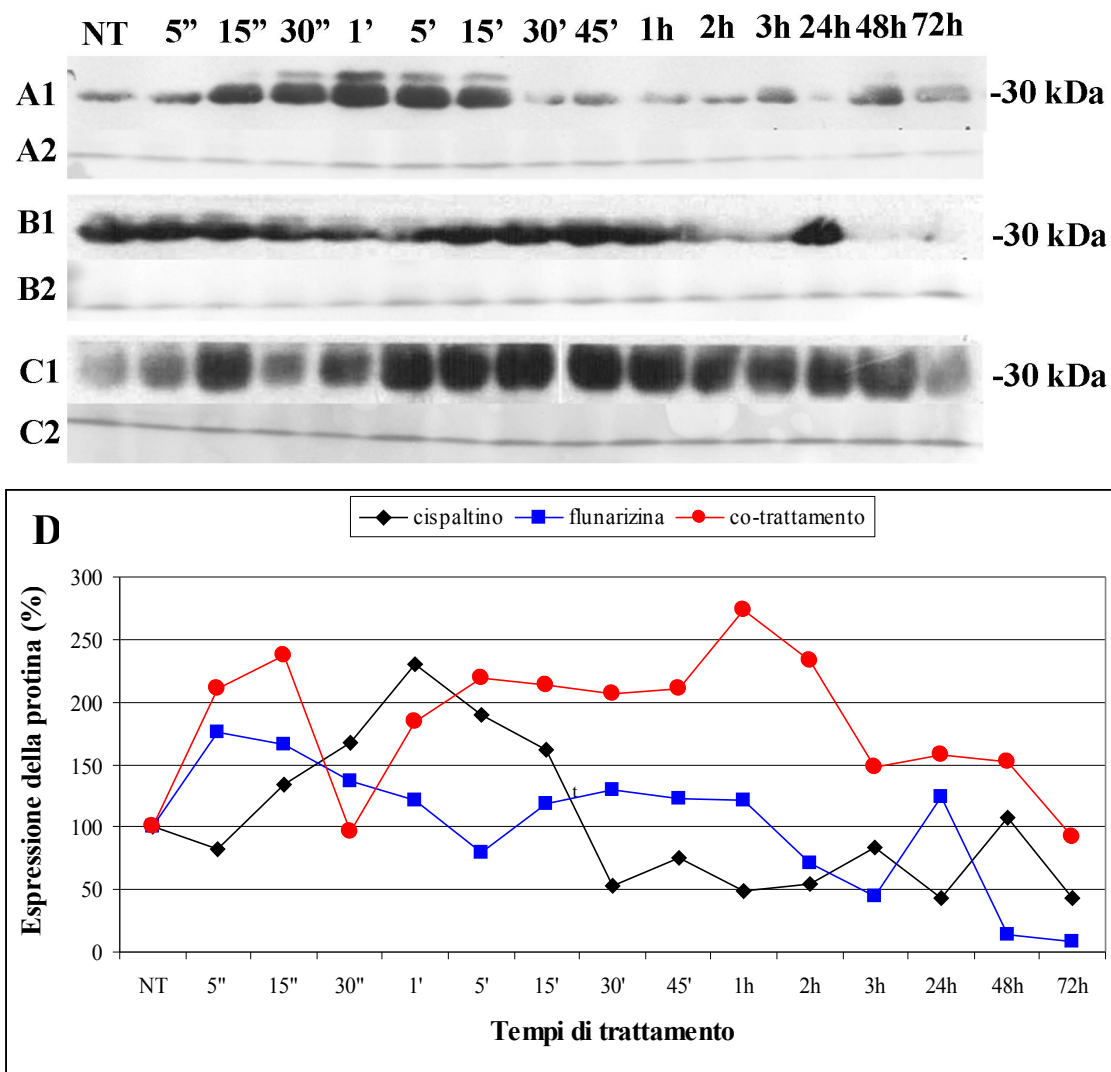 NT 5” 15” 30” 1’ 5’ 15’ 30’ 45’ 1h 2h 3h 24h 48h 72h
A1 -30 kDa
A2
B1 -30 kDa
B2
C1 -30 kDa
C2
D
cispaltino flunarizina co-trattamento
Espressione della protina (%)
300
250
200
150
t
100
50
0
NT 5" 15" 30" 1' 5' 15' 30' 45' 1h 2h 3h 24h 48h 72h
Tempi di trattamento